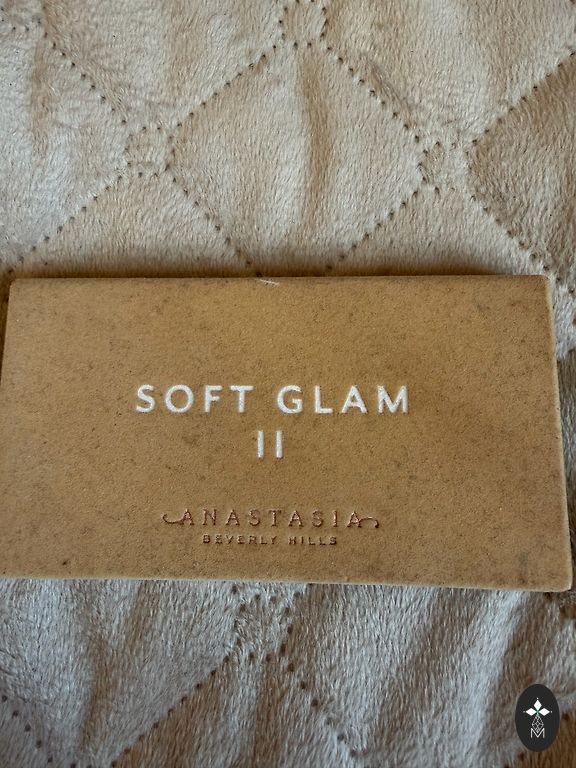 SOFT GLAM
II
ANASTASIA
BEVERLY HILLS
M